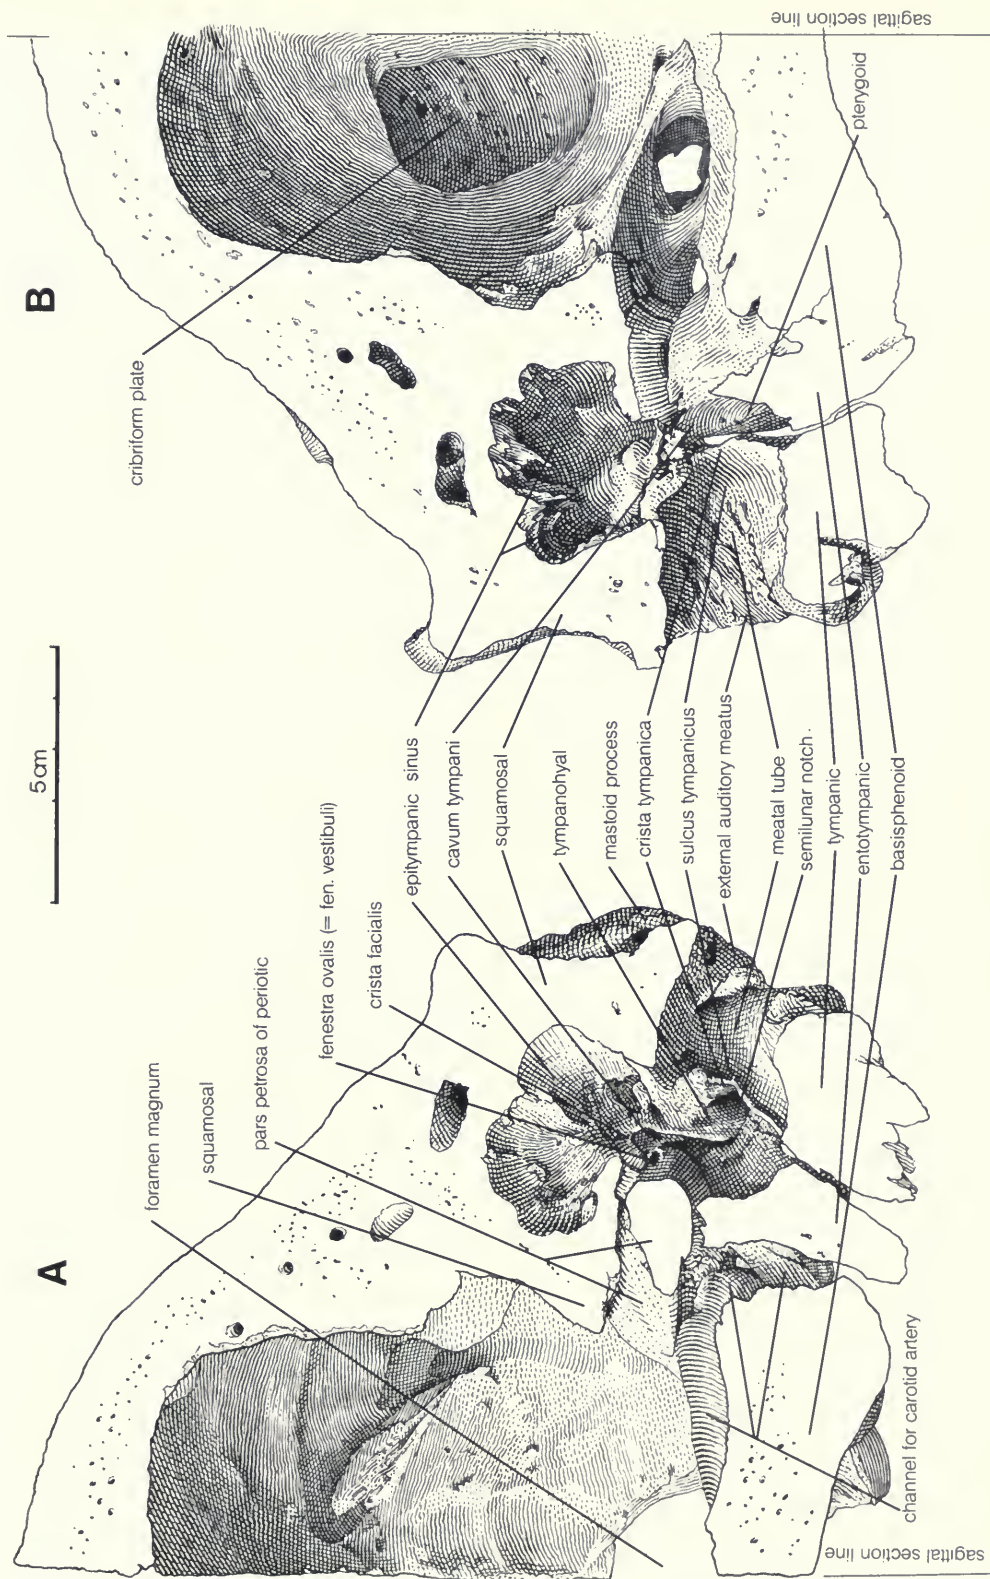 A
B
5cm
foramen magnum
squamosal
pars petrosa of periotic
fenestra ovalis (= fen. vestibuli)
crista facialis
epitympanic sinus
cavum tympani
squamosal
tympanohyal
mastoid process
crista tympanica
sulcus tympanicus
external auditory meatus
meatal tube
semilunar notch.
tympanic
entotympanic
basisphenoid
channel for carotid artery
cribriform plate
pterygoid
sagittal section line
sagittal section line